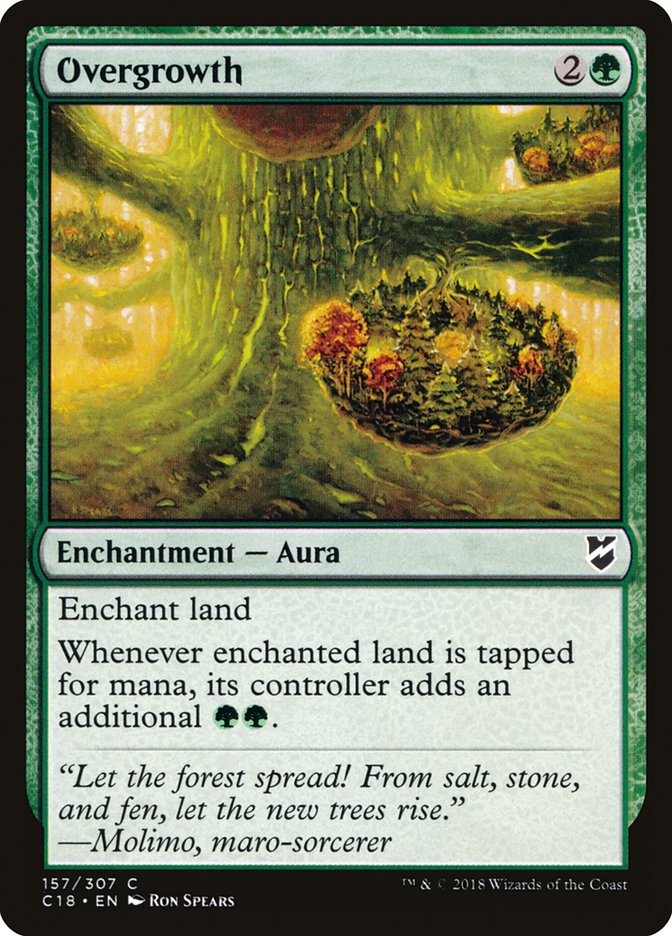 Overgrowth 2
Enchantment — Aura
Enchant land
Whenever enchanted land is tapped
for mana, its controller adds an
additional .
“Let the forest spread! From salt, stone,
and fen, let the new trees rise.”
—Molimo, maro-sorcerer
157/307 C
™ & © 2018 Wizards of the Coast
C18 • EN Ron Spears